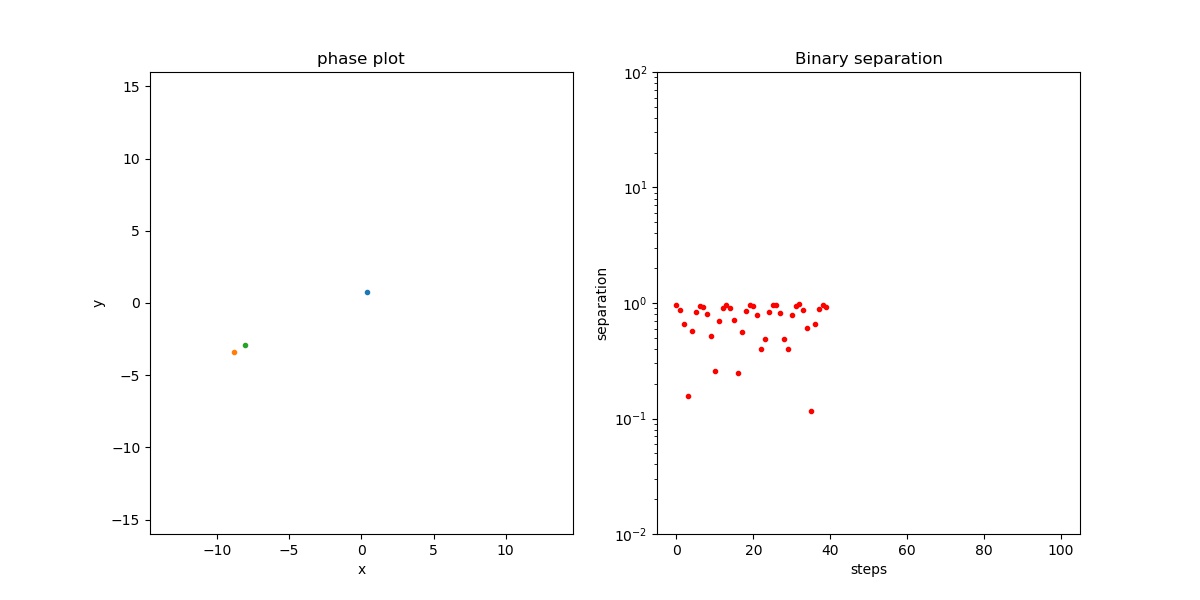 phase plot
y
15
10
5
0
−5
−10
−15
−10 −5 0 5 10
x
Binary separation
separation
10²
10¹
10⁰
10⁻¹
10⁻²
0 20 40 60 80 100
steps